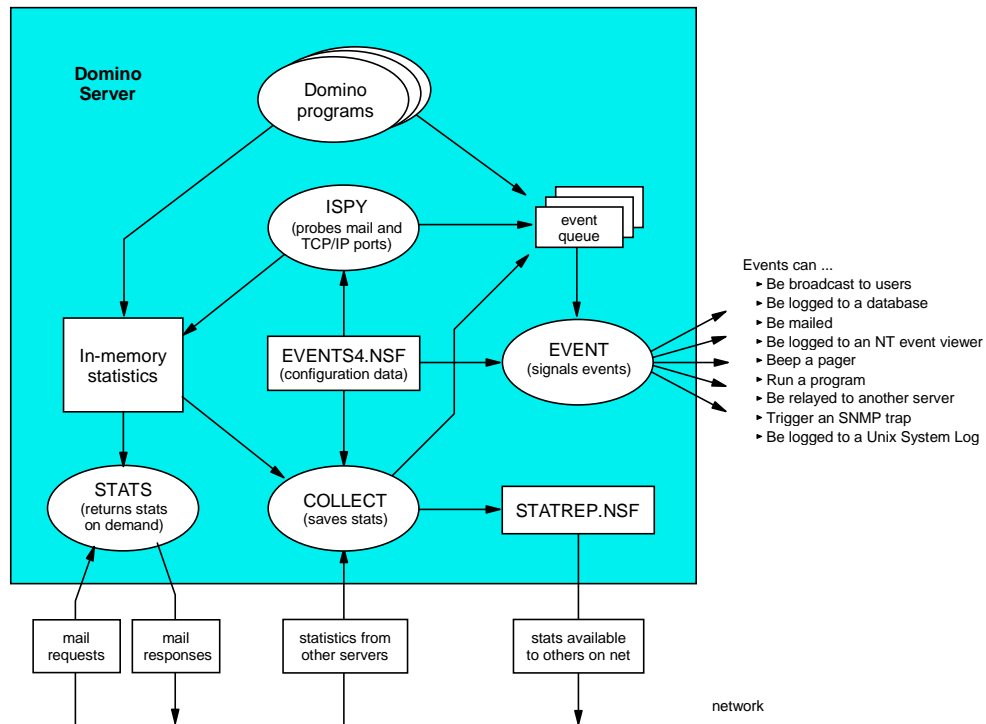 Domino
Server
Domino
programs
ISPY
(probes mail and
TCP/IP ports)
event
queue
In-memory
statistics
EVENTS4.NSF
(configuration data)
EVENT
(signals events)
Events can ...
Be broadcast to users
Be logged to a database
Be mailed
Be logged to an NT event viewer
Beep a pager
Run a program
Be relayed to another server
Trigger an SNMP trap
Be logged to a Unix System Log
STATS
(returns stats
on demand)
COLLECT
(saves stats)
STATREP.NSF
mail
requests
mail
responses
statistics from
other servers
stats available
to others on net
network